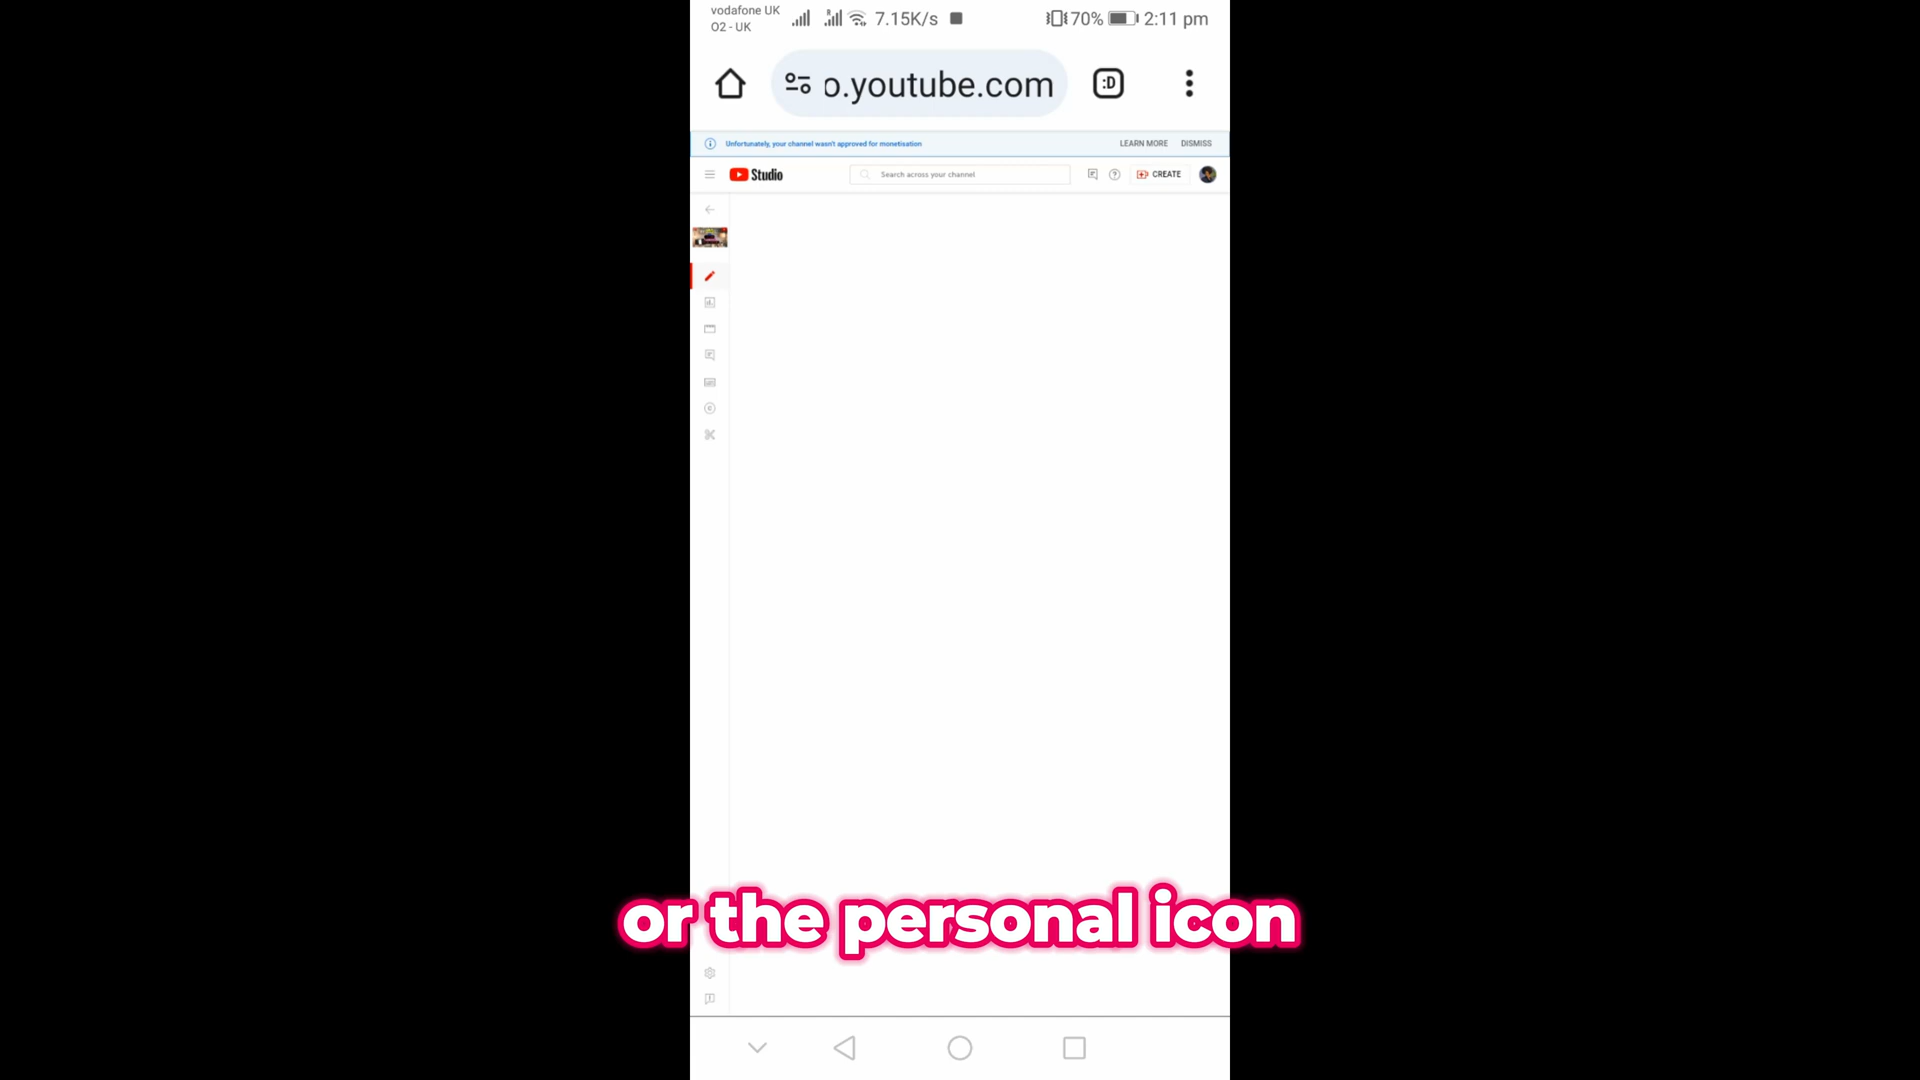 vodafone UK
O2 - UK
R
7.15K/s
70%
2:11 pm
o.youtube.com
:D
Unfortunately, your channel wasn't approved for monetisation
LEARN MORE
DISMISS
Studio
Search across your channel
CREATE
or the personal icon